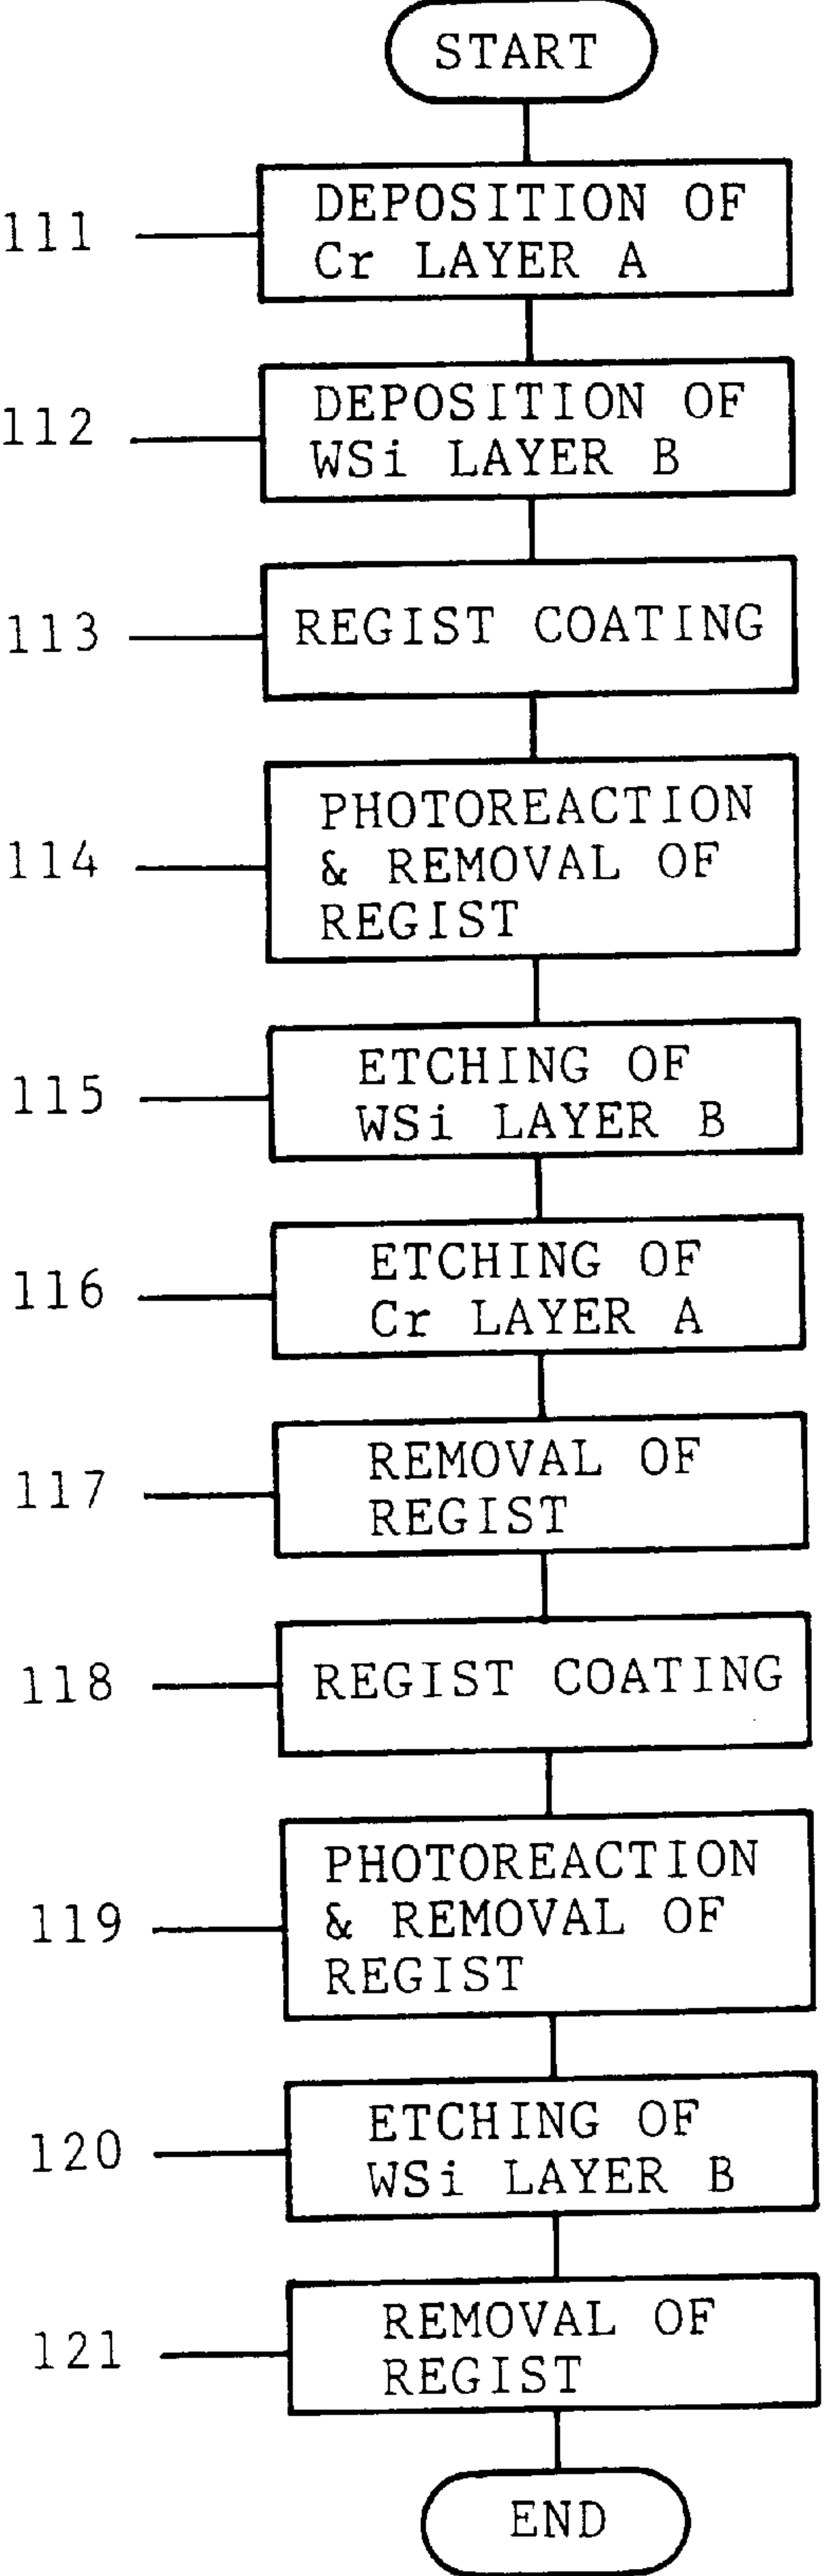 START
111
DEPOSITION OF
Cr LAYER A
112
DEPOSITION OF
WSi LAYER B
113
REGIST COATING
114
PHOTOREACTION
& REMOVAL OF
REGIST
115
ETCHING OF
WSi LAYER B
116
ETCHING OF
Cr LAYER A
117
REMOVAL OF
REGIST
118
REGIST COATING
119
PHOTOREACTION
& REMOVAL OF
REGIST
120
ETCHING OF
WSi LAYER B
121
REMOVAL OF
REGIST
END